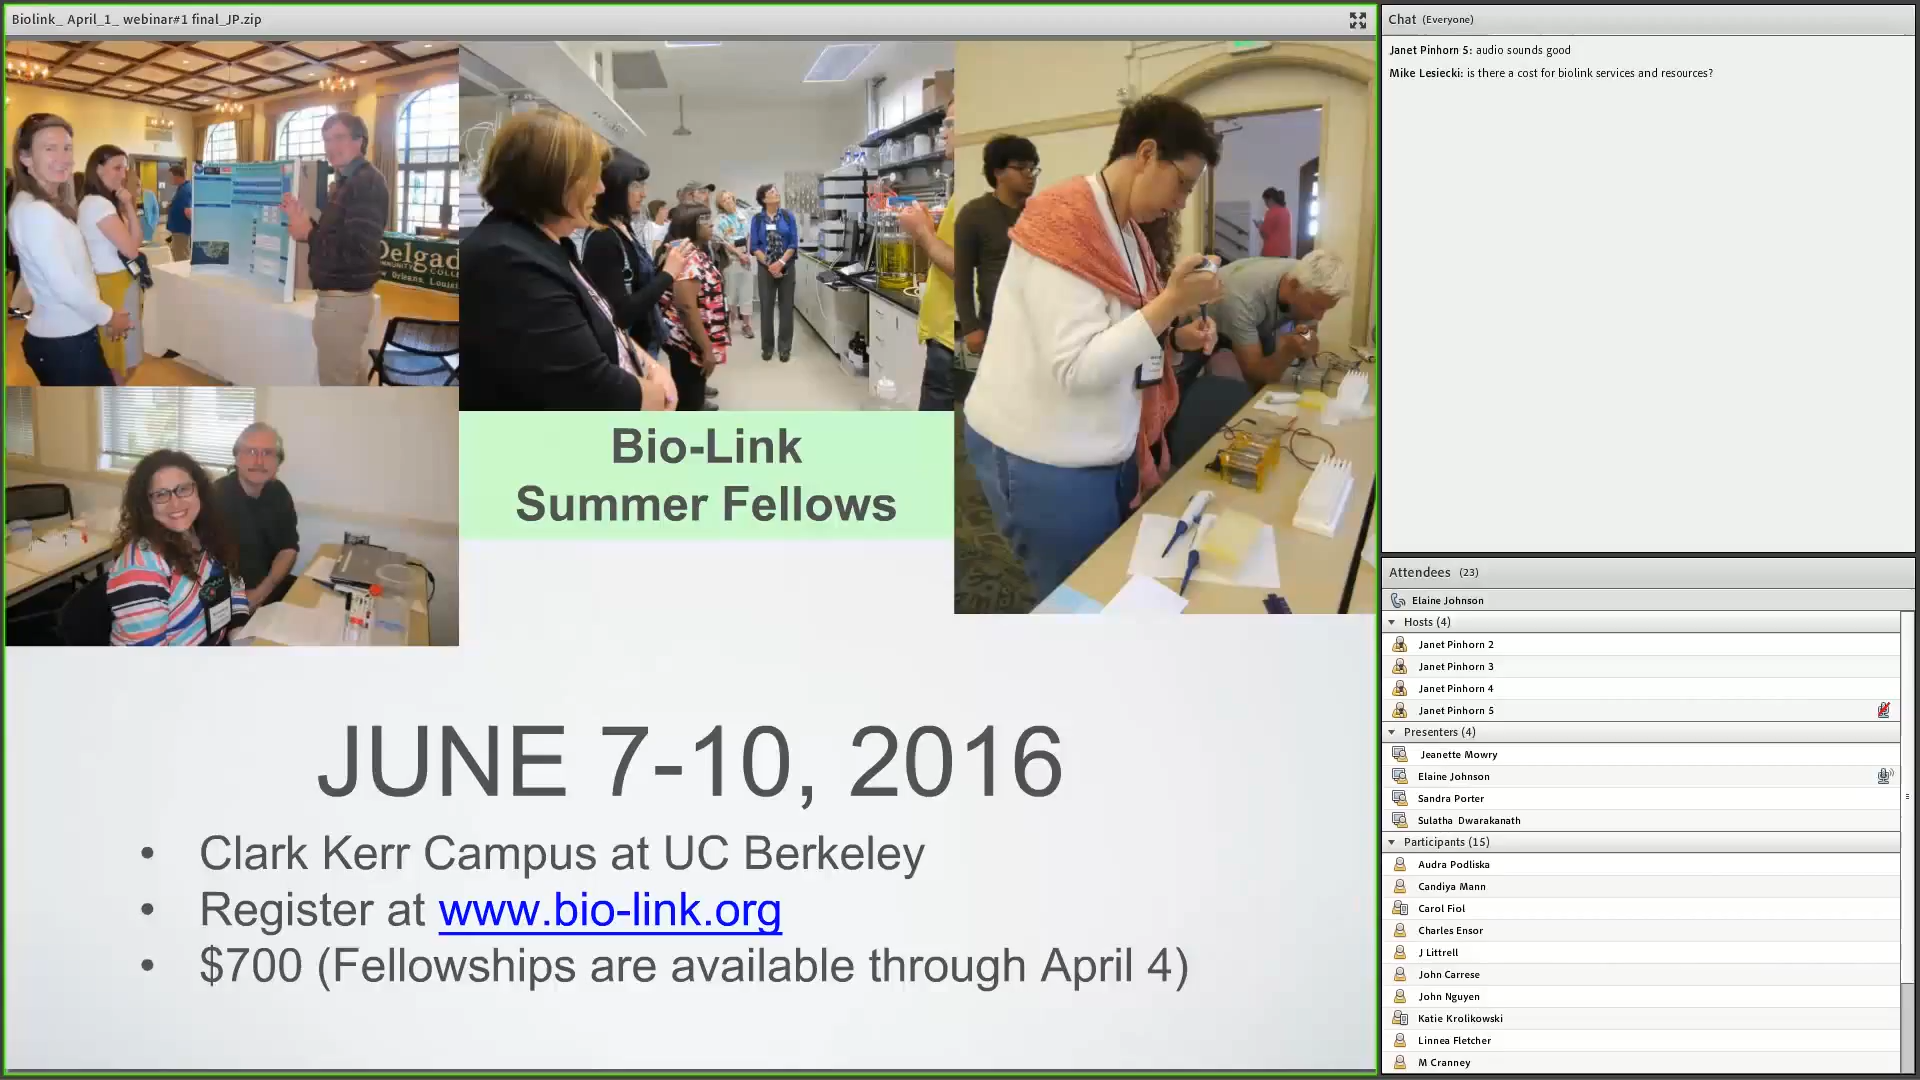 Biolink_ April_1_ webinar#1 final_JP.zip
Delgad
MUNITY COLLE
w Orleans, Louisi
Bio-Link
Summer Fellows
JUNE 7-10, 2016
• Clark Kerr Campus at UC Berkeley
• Register at www.bio-link.org
• $700 (Fellowships are available through April 4)
Chat (Everyone)
Janet Pinhorn 5: audio sounds good
Mike Lesiecki: is there a cost for biolink services and resources?
Attendees (23)
Elaine Johnson
Hosts (4)
Janet Pinhorn 2
Janet Pinhorn 3
Janet Pinhorn 4
Janet Pinhorn 5
Presenters (4)
Jeanette Mowry
Elaine Johnson
Sandra Porter
Sulatha Dwarakanath
Participants (15)
Audra Podliska
Candiya Mann
Carol Fiol
Charles Ensor
J Littrell
John Carrese
John Nguyen
Katie Krolikowski
Linnea Fletcher
M Cranney